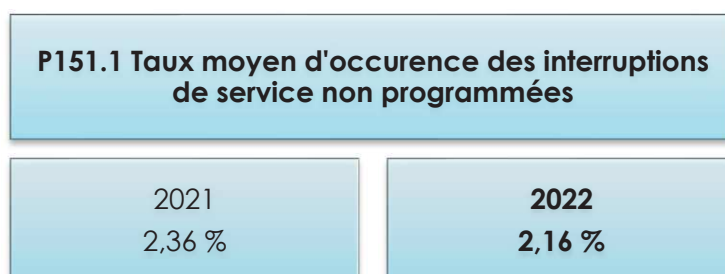 P151.1 Taux moyen d'occurence des interruptions
de service non programmées
2021
2,36 %
2022
2,16 %